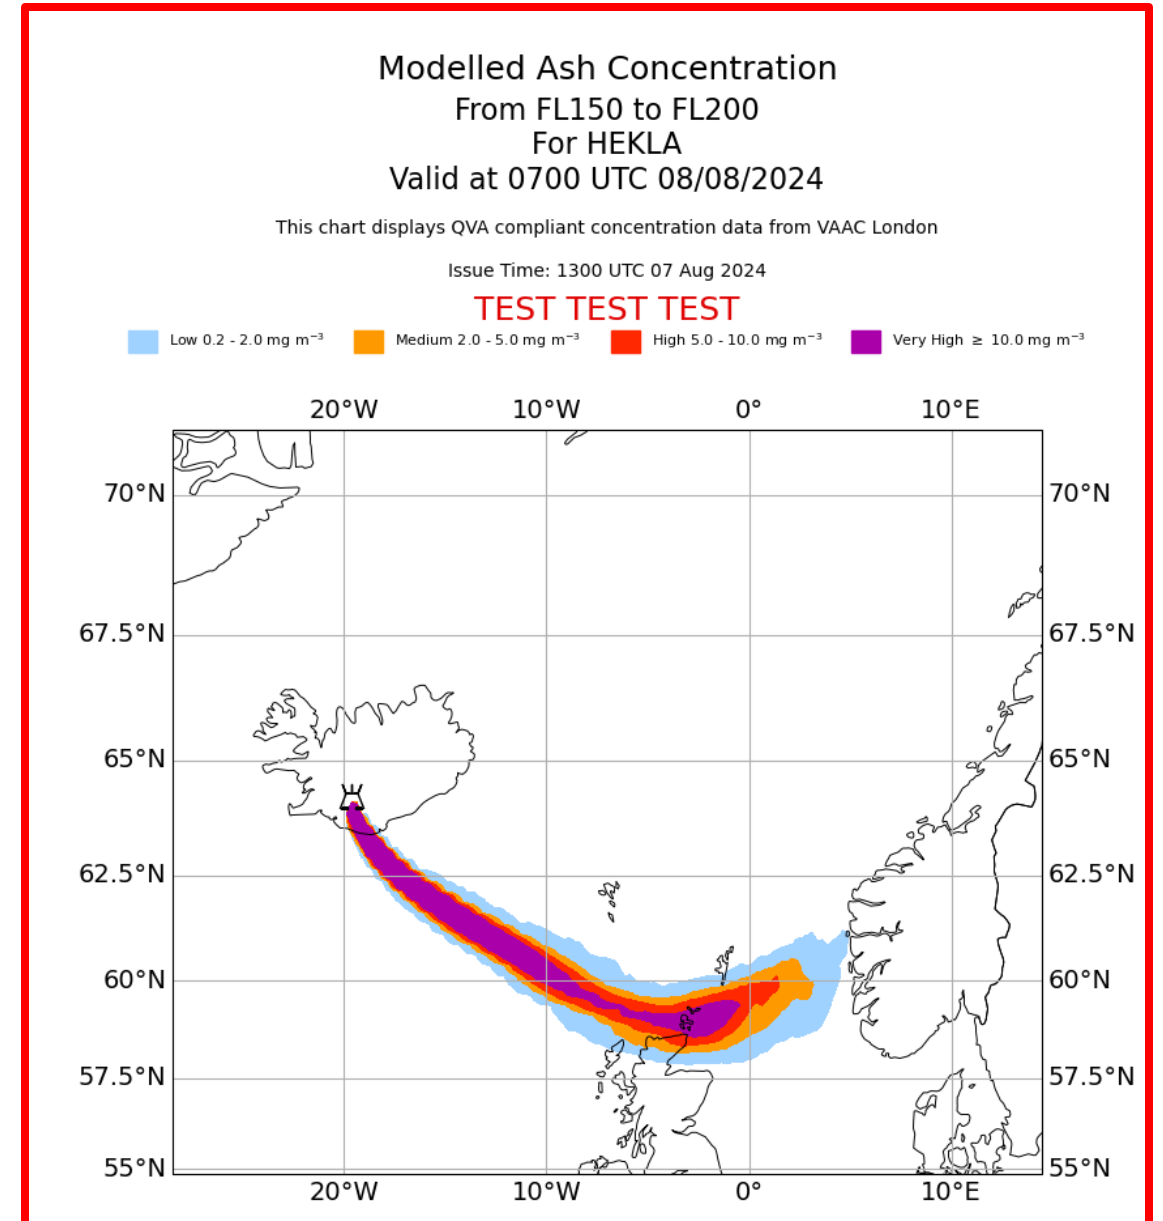 Modelled Ash Concentration
From FL150 to FL200
For HEKLA
Valid at 0700 UTC 08/08/2024
This chart displays QVA compliant concentration data from VAAC London
Issue Time: 1300 UTC 07 Aug 2024
TEST TEST TEST
Low 0.2 - 2.0 mg m⁻³ Medium 2.0 - 5.0 mg m⁻³ High 5.0 - 10.0 mg m⁻³ Very High ≥ 10.0 mg m⁻³
20°W 10°W 0° 10°E
70°N 70°N
67.5°N 67.5°N
65°N 65°N
62.5°N 62.5°N
60°N 60°N
57.5°N 57.5°N
55°N 55°N
20°W 10°W 0° 10°E